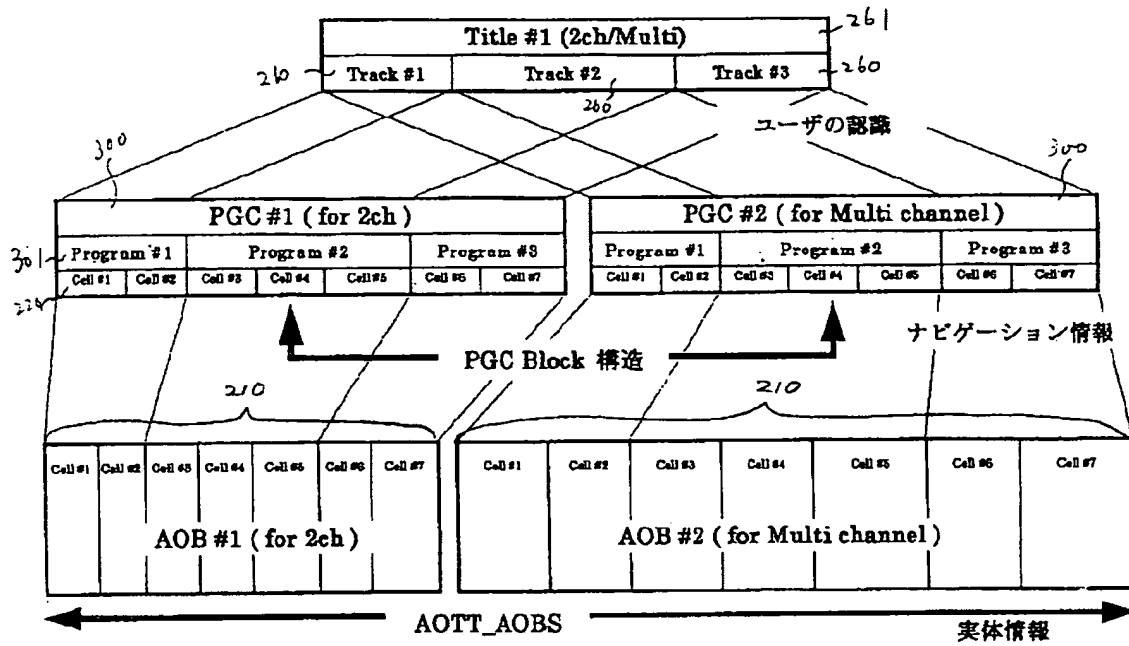 Title #1 (2ch/Multi)
261
260
Track #1
Track #2
Track #3
260
260
ユーザの認識
300
300
PGC #1 ( for 2ch )
PGC #2 ( for Multi channel )
301
Program #1
Program #2
Program #3
Program #1
Program #2
Program #3
224
Cell #1
Cell #2
Cell #3
Cell #4
Cell #5
Cell #6
Cell #7
Cell #1
Cell #2
Cell #3
Cell #4
Cell #5
Cell #6
Cell #7
ナビゲーション情報
PGC Block 構造
210
210
Cell #1
Cell #2
Cell #3
Cell #4
Cell #5
Cell #6
Cell #7
Cell #1
Cell #2
Cell #3
Cell #4
Cell #5
Cell #6
Cell #7
AOB #1 ( for 2ch )
AOB #2 ( for Multi channel )
AOTT_AOBS
実体情報